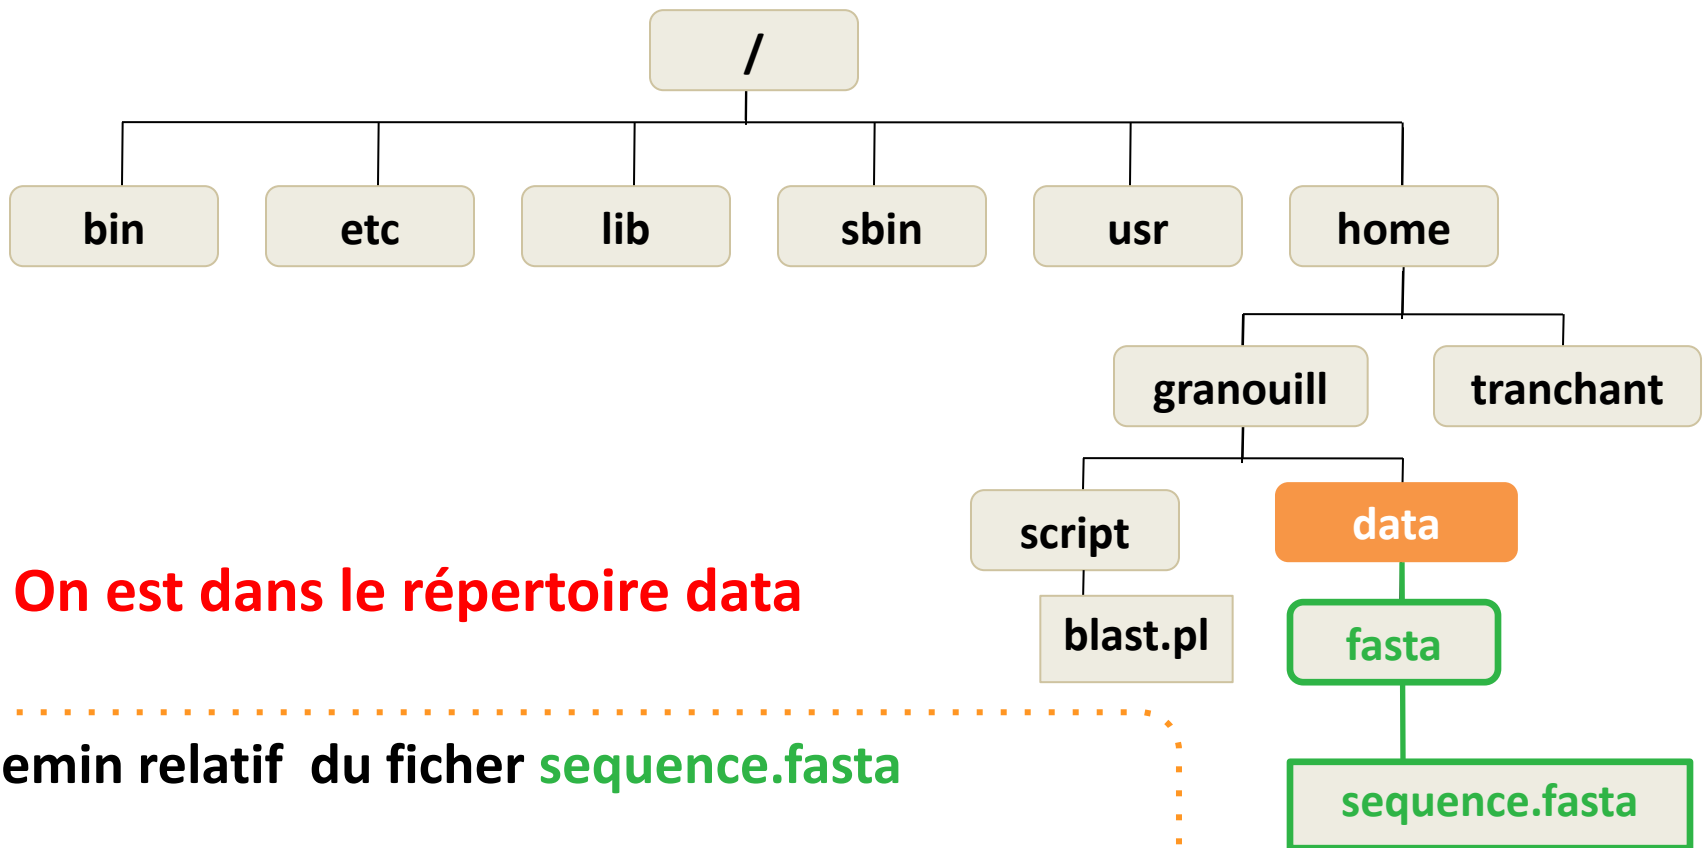 /
bin etc lib sbin usr home
granouill tranchant
script data
On est dans le répertoire data
blast.pl fasta
emin relatif du ficher sequence.fasta
sequence.fasta